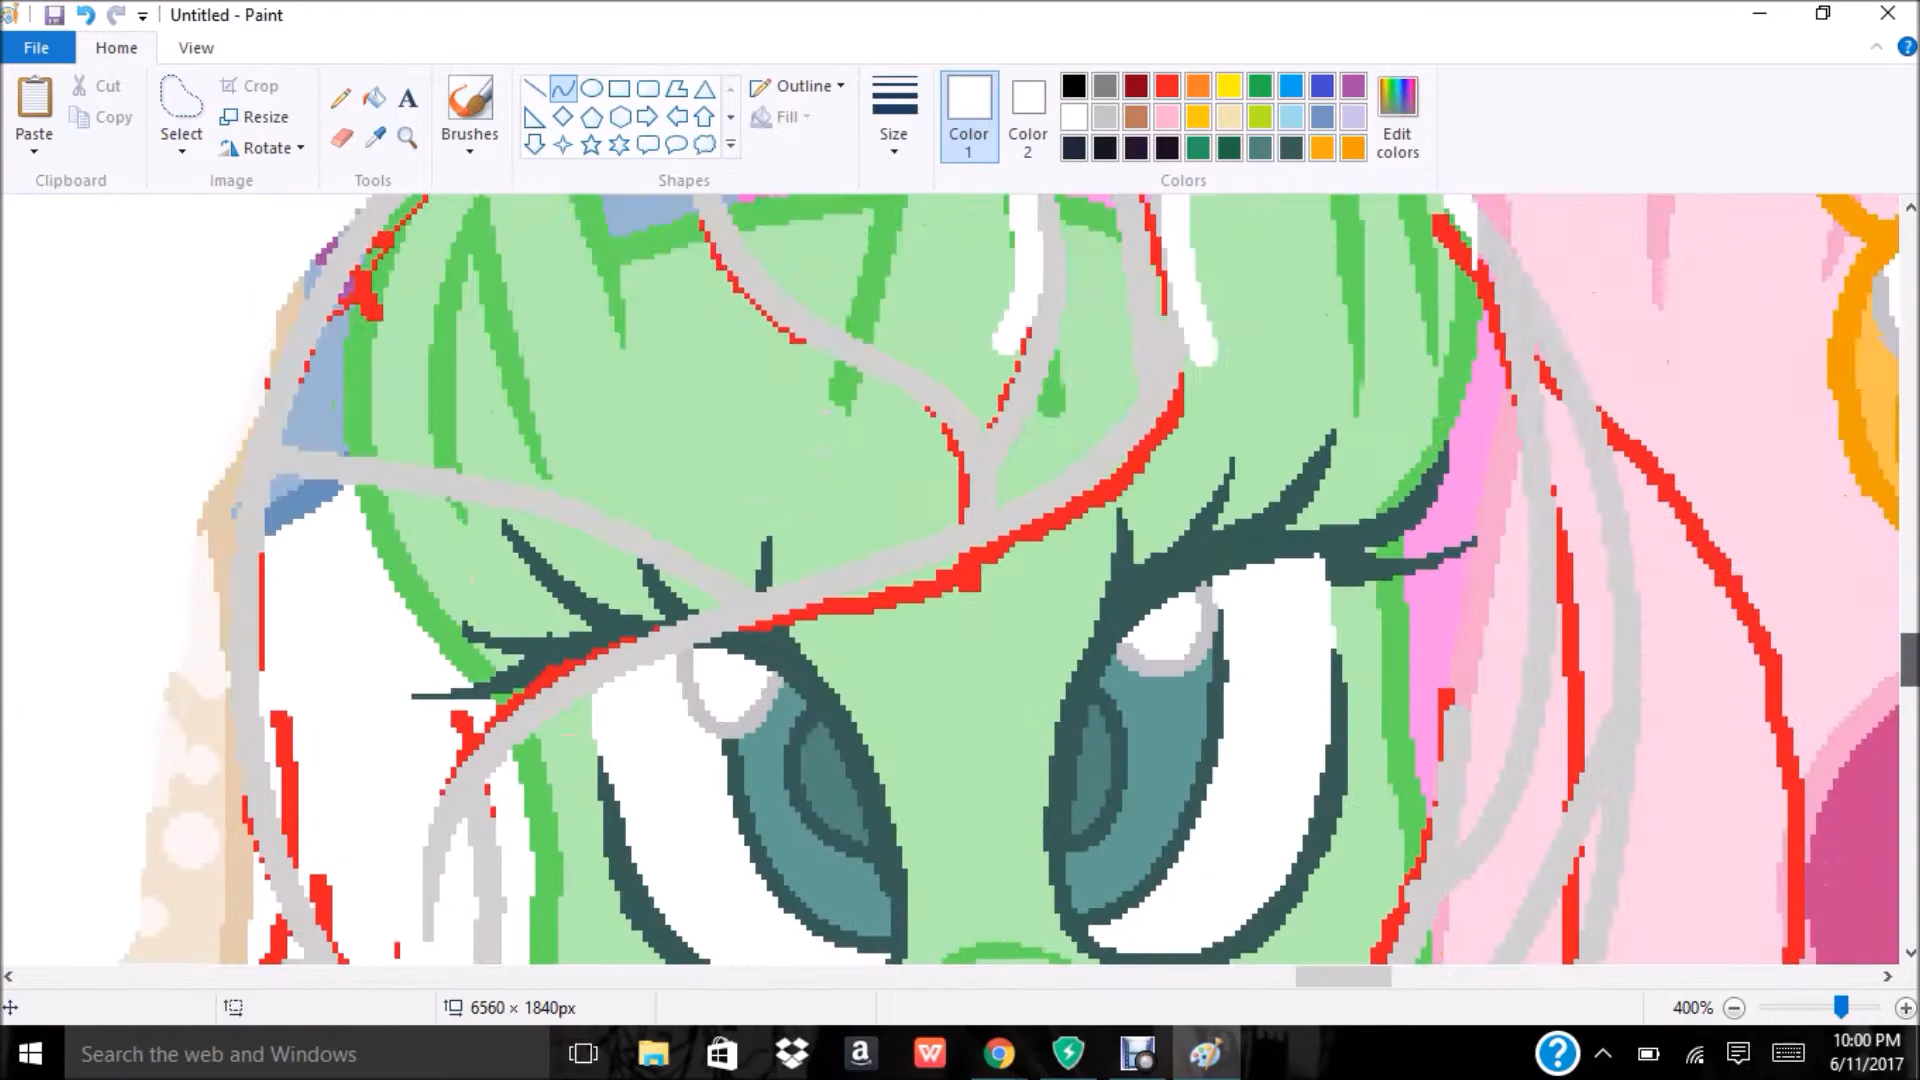 Untitled - Paint
File Home View
Paste
Cut
Copy
Clipboard
Select
Crop
Resize
Rotate
Image
A
Tools
Brushes
Outline
Fill
Shapes
Size
Color 1
Color 2
Edit colors
Colors
6560 × 1840px
400%
Search the web and Windows
a
W
10:00 PM
6/11/2017